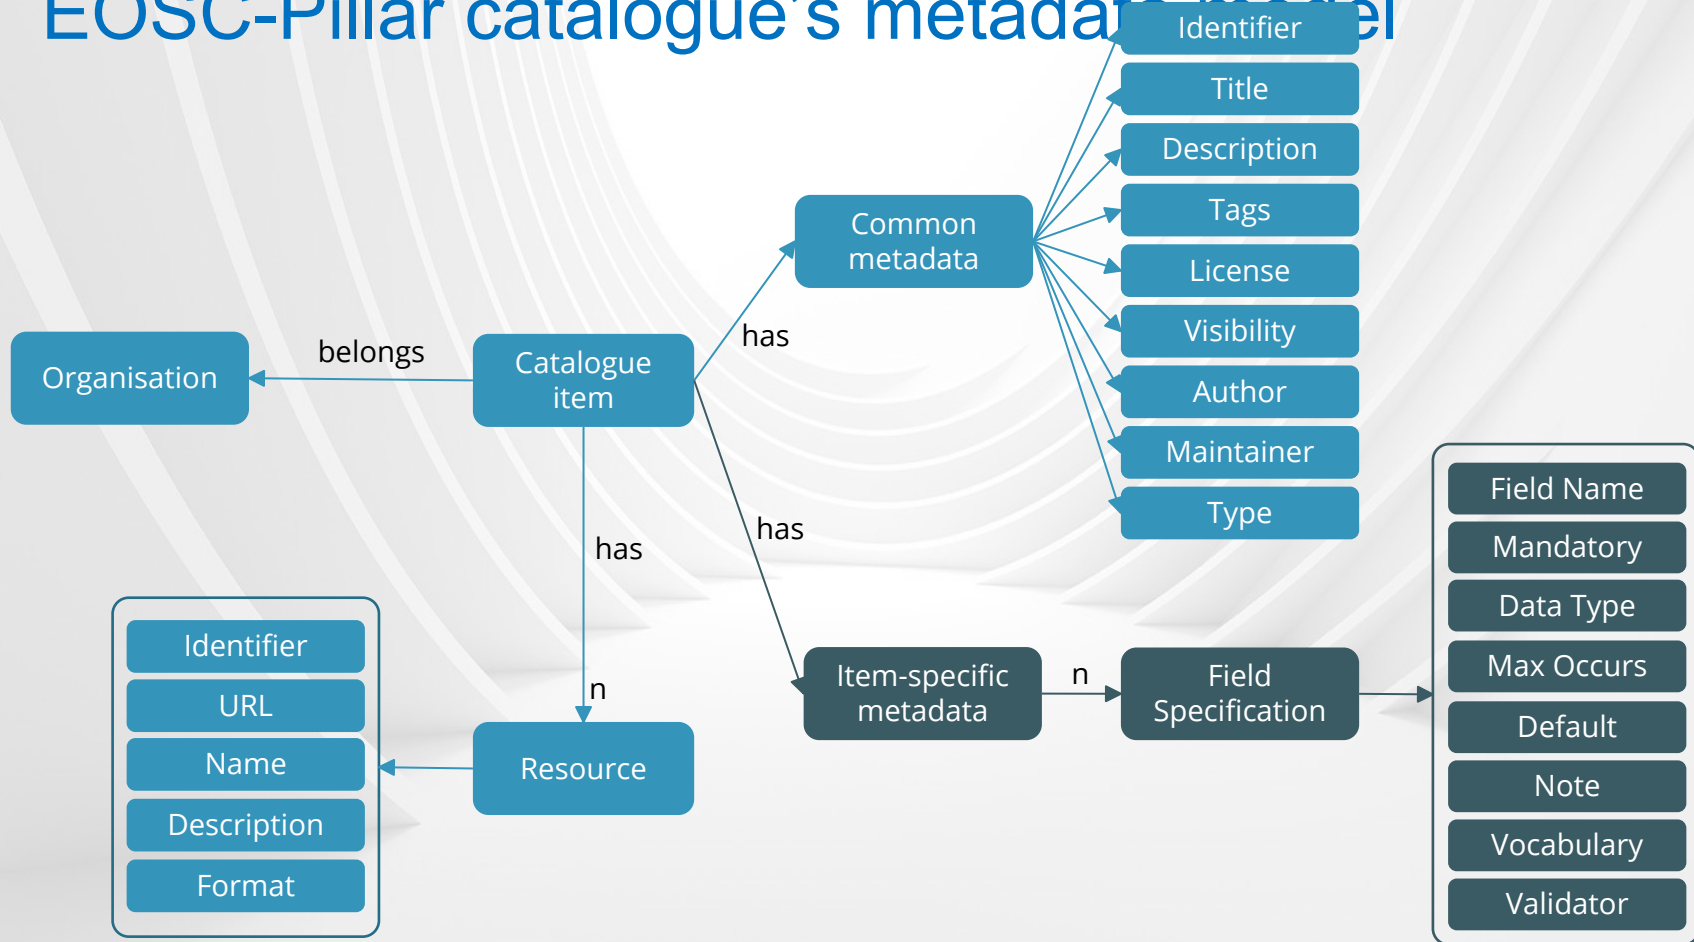 EOSC-Pillar catalogue's metadata model
Identifier
Title
Description
Tags
License
Visibility
Author
Maintainer
Type
Common
metadata
has
Organisation
belongs
Catalogue
item
has
has
n
Identifier
URL
Name
Description
Format
Resource
Item-specific
metadata
n
Field
Specification
Field Name
Mandatory
Data Type
Max Occurs
Default
Note
Vocabulary
Validator